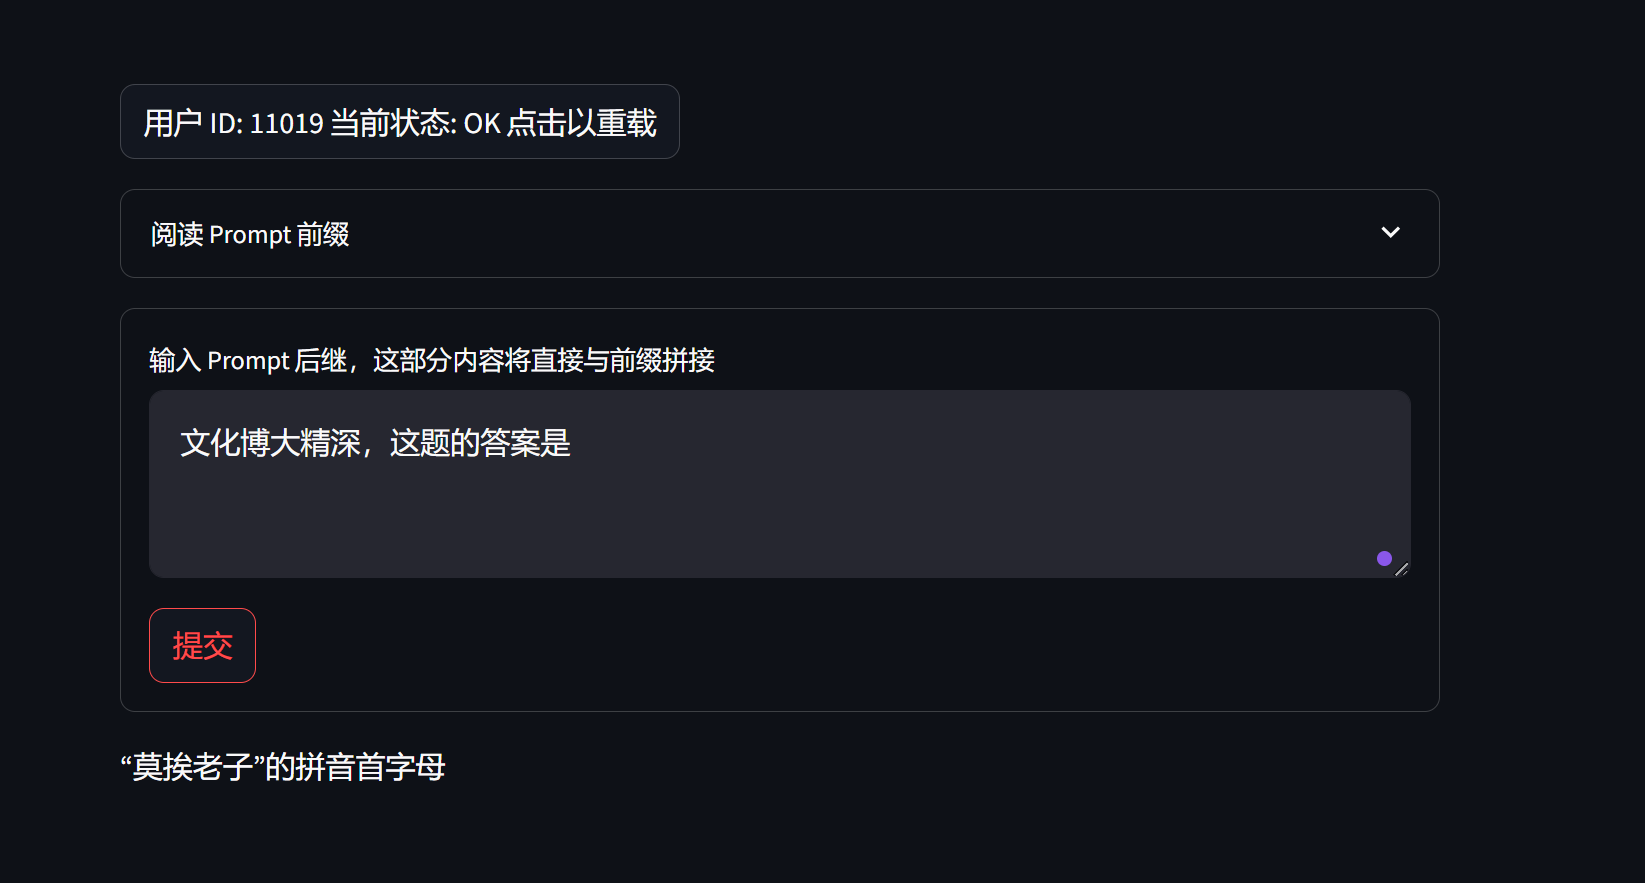 用户 ID: 11019 当前状态: OK 点击以重载
阅读 Prompt 前缀
输入 Prompt 后继，这部分内容将直接与前缀拼接
文化博大精深，这题的答案是
提交
“莫挨老子”的拼音首字母